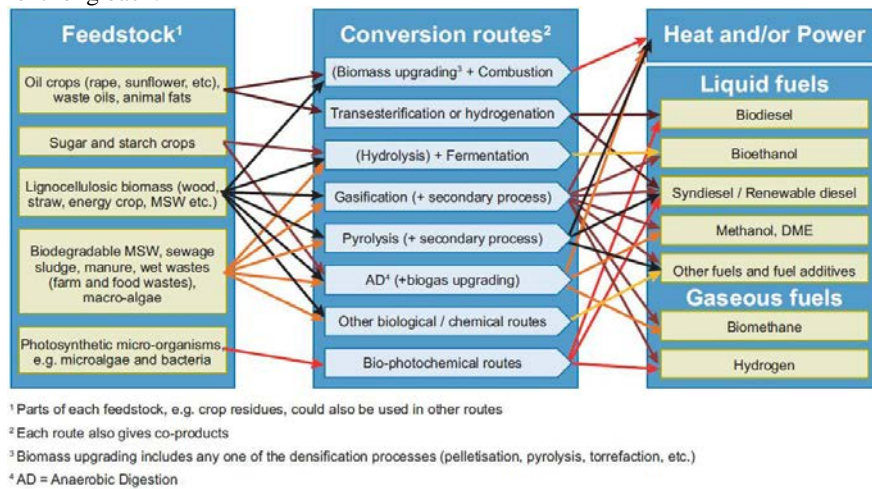 Feedstock¹
Conversion routes²
Heat and/or Power
Oil crops (rape, sunflower, etc),
waste oils, animal fats
Sugar and starch crops
Lignocellulosic biomass (wood,
straw, energy crop, MSW etc.)
Biodegradable MSW, sewage
sludge, manure, wet wastes
(farm and food wastes),
macro-algae
Photosynthetic micro-organisms,
e.g. microalgae and bacteria
(Biomass upgrading³ + Combustion
Transesterification or hydrogenation
(Hydrolysis) + Fermentation
Gasification (+ secondary process)
Pyrolysis (+ secondary process)
AD⁴ (+biogas upgrading)
Other biological / chemical routes
Bio-photochemical routes
Liquid fuels
Biodiesel
Bioethanol
Syndiesel / Renewable diesel
Methanol, DME
Other fuels and fuel additives
Gaseous fuels
Biomethane
Hydrogen
¹ Parts of each feedstock, e.g. crop residues, could also be used in other routes
² Each route also gives co-products
³ Biomass upgrading includes any one of the densification processes (pelletisation, pyrolysis, torrefaction, etc.)
⁴ AD = Anaerobic Digestion